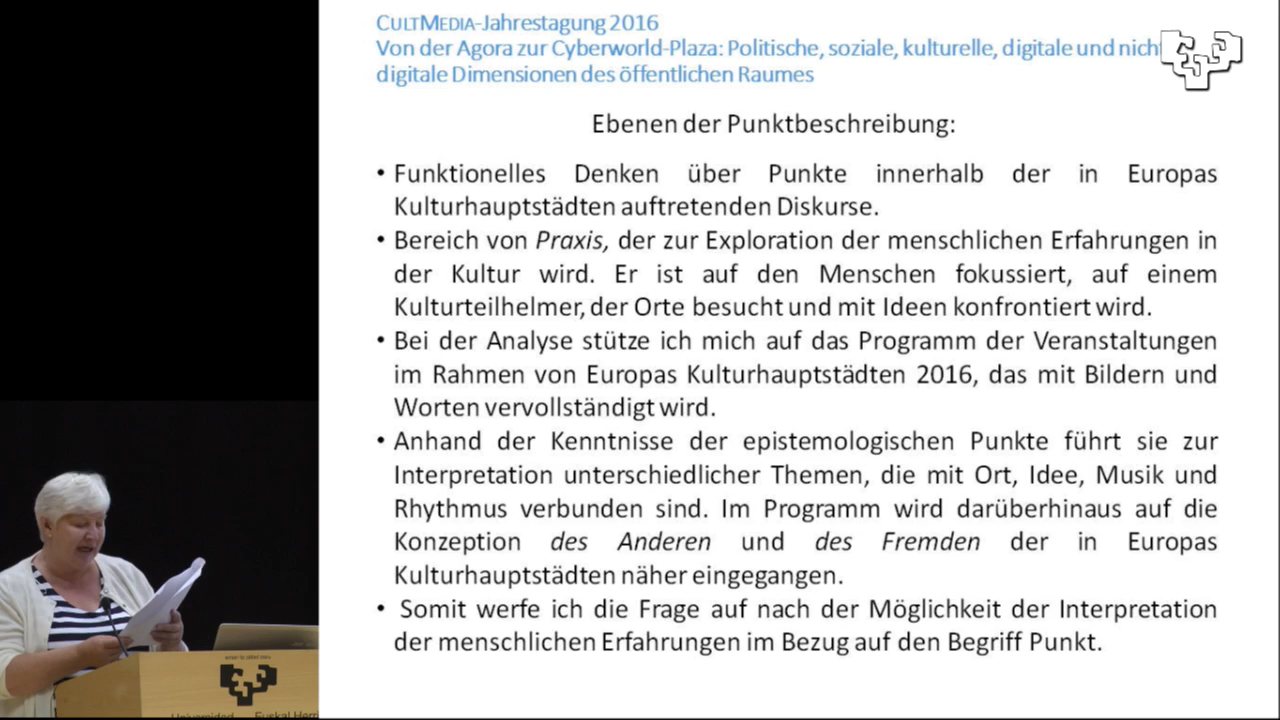 CULTMEDIA-Jahrestagung 2016
Von der Agora zur Cyberworld-Plaza: Politische, soziale, kulturelle, digitale und nicht
digitale Dimensionen des öffentlichen Raumes
Ebenen der Punktbeschreibung:
• Funktionelles Denken über Punkte innerhalb der in Europas
Kulturhauptstädten auftretenden Diskurse.
• Bereich von Praxis, der zur Exploration der menschlichen Erfahrungen in
der Kultur wird. Er ist auf den Menschen fokussiert, auf einem
Kulturteilhelmer, der Orte besucht und mit Ideen konfrontiert wird.
• Bei der Analyse stütze ich mich auf das Programm der Veranstaltungen
im Rahmen von Europas Kulturhauptstädten 2016, das mit Bildern und
Worten vervollständigt wird.
• Anhand der Kenntnisse der epistemologischen Punkte führt sie zur
Interpretation unterschiedlicher Themen, die mit Ort, Idee, Musik und
Rhythmus verbunden sind. Im Programm wird darüberhinaus auf die
Konzeption des Anderen und des Fremden der in Europas
Kulturhauptstädten näher eingegangen.
• Somit werfe ich die Frage auf nach der Möglichkeit der Interpretation
der menschlichen Erfahrungen im Bezug auf den Begriff Punkt.
Universidad Euskal Herri